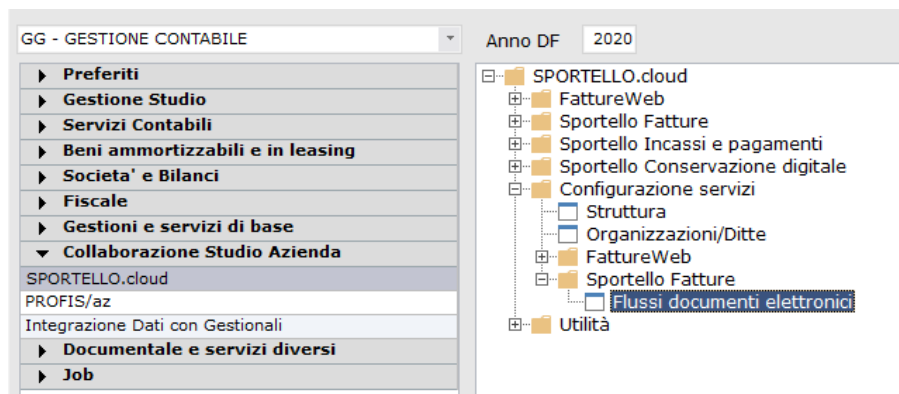 GG - GESTIONE CONTABILE
Preferiti
Gestione Studio
Servizi Contabili
Beni ammortizzabili e in leasing
Societa' e Bilanci
Fiscale
Gestioni e servizi di base
Collaborazione Studio Azienda
SPORTELLO.cloud
PROFIS/az
Integrazione Dati con Gestionali
Documentale e servizi diversi
Job
Anno DF 2020
SPORTELLO.cloud
FattureWeb
Sportello Fatture
Sportello Incassi e pagamenti
Sportello Conservazione digitale
Configurazione servizi
Struttura
Organizzazioni/Ditte
FattureWeb
Sportello Fatture
Flussi documenti elettronici
Utilità